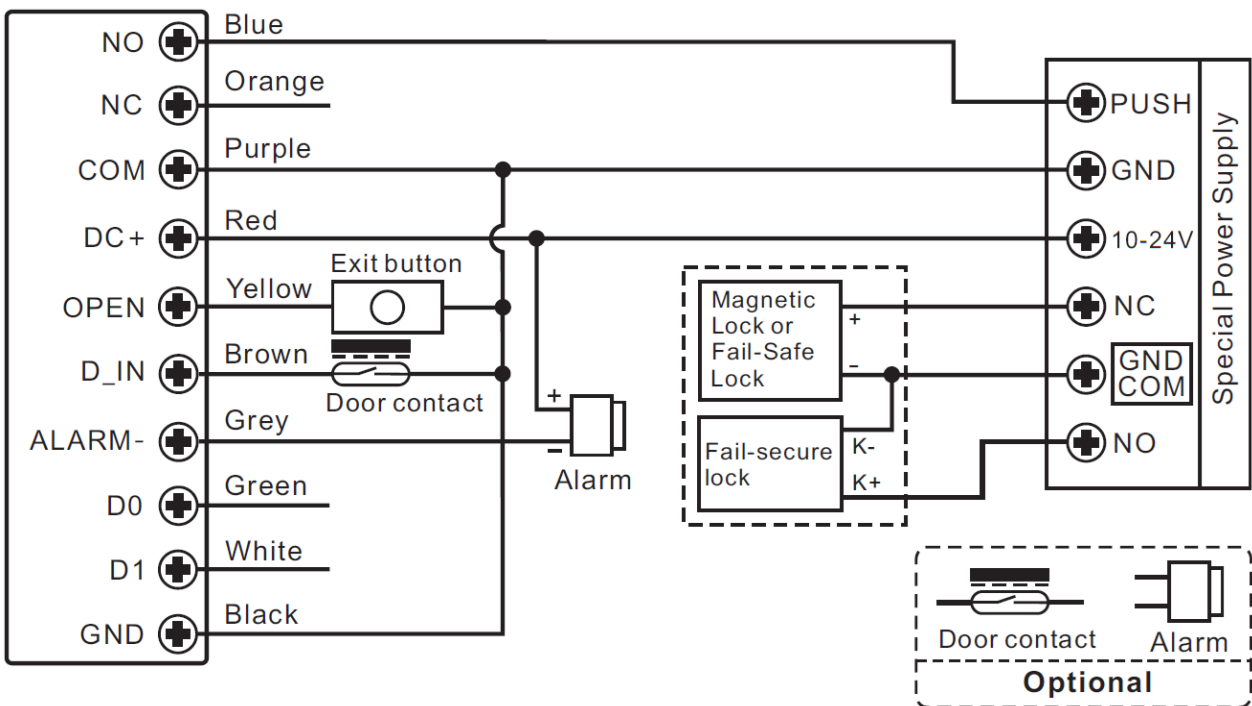 NO
Blue
NC
Orange
COM
Purple
DC+
Red
OPEN
Yellow
Exit button
D_IN
Brown
Door contact
ALARM-
Grey
+
-
Alarm
D0
Green
D1
White
GND
Black
Magnetic
Lock or
Fail-Safe
Lock
+
-
Fail-secure
lock
K-
K+
PUSH
GND
10-24V
NC
GND
COM
NO
Special Power Supply
Door contact
Alarm
Optional